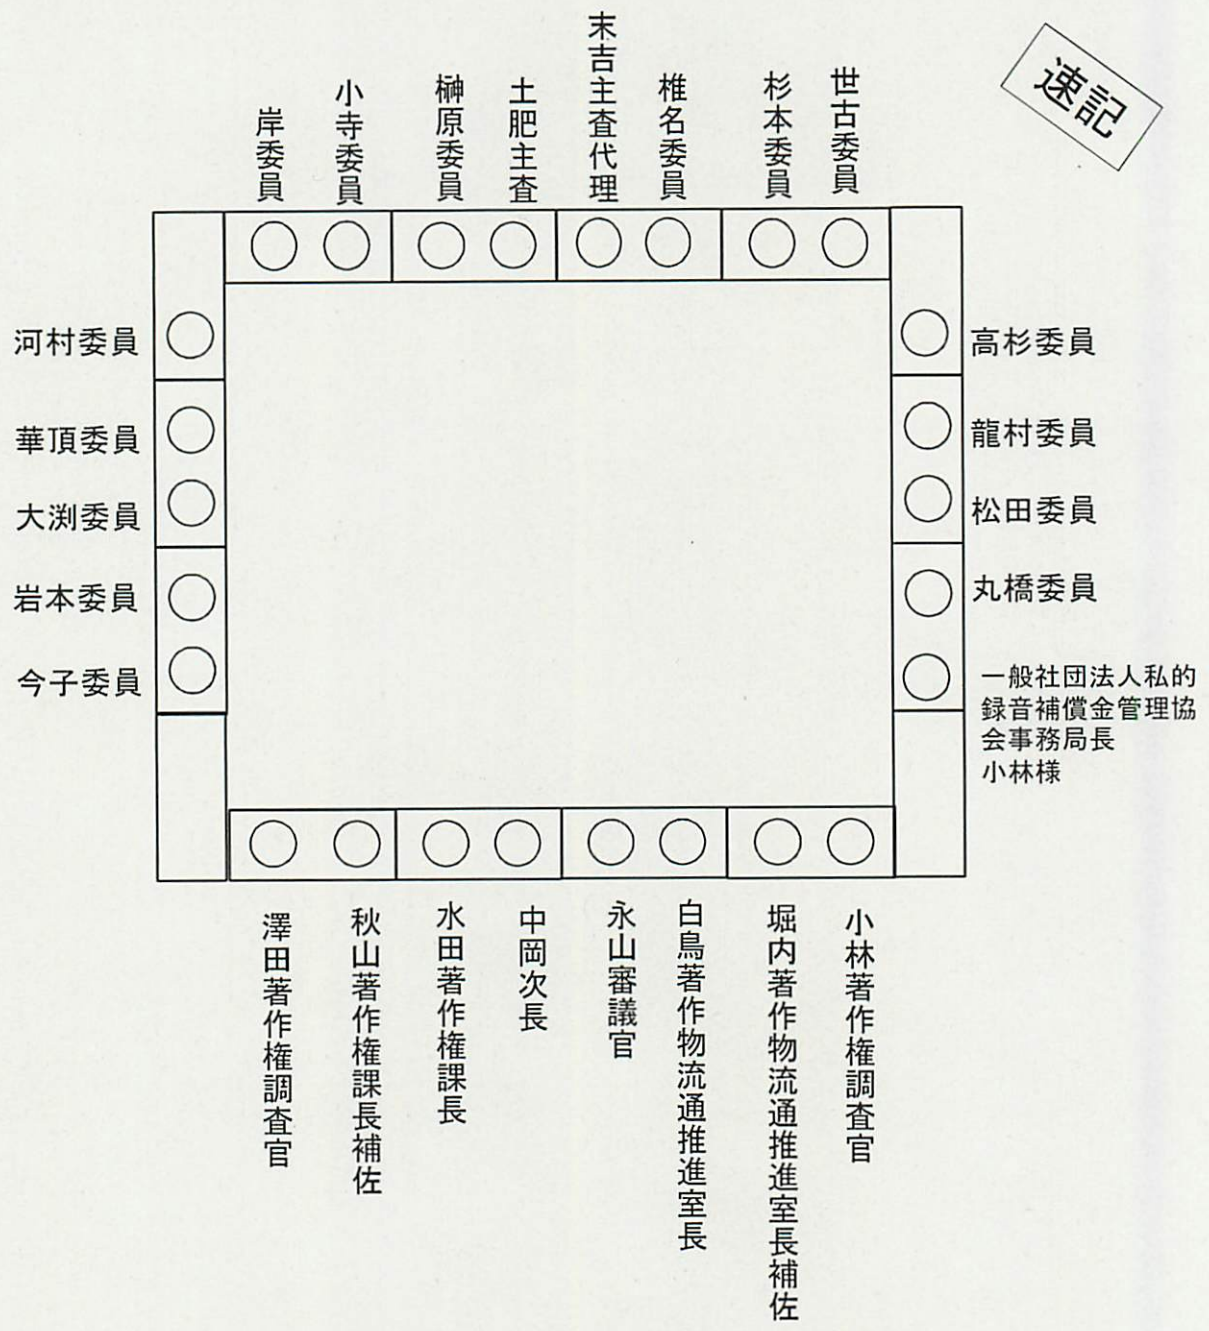 速記
岸委員
小寺委員
榊原委員
土肥主査
末吉主査代理
椎名委員
杉本委員
世古委員
河村委員
華頂委員
大渕委員
岩本委員
今子委員
高杉委員
龍村委員
松田委員
丸橋委員
一般社団法人私的
録音補償金管理協
会事務局長
小林様
澤田著作権調査官
秋山著作権課長補佐
水田著作権課長
中岡次長
永山審議官
白鳥著作物流通推進室長
堀内著作物流通推進室長補佐
小林著作権調査官